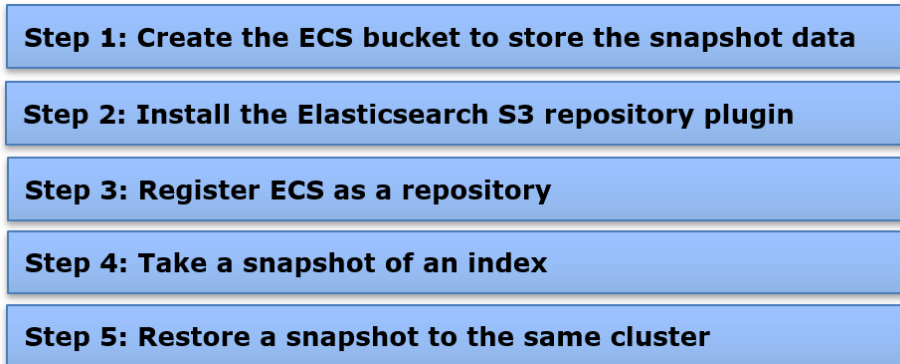 Step 1: Create the ECS bucket to store the snapshot data
Step 2: Install the Elasticsearch S3 repository plugin
Step 3: Register ECS as a repository
Step 4: Take a snapshot of an index
Step 5: Restore a snapshot to the same cluster